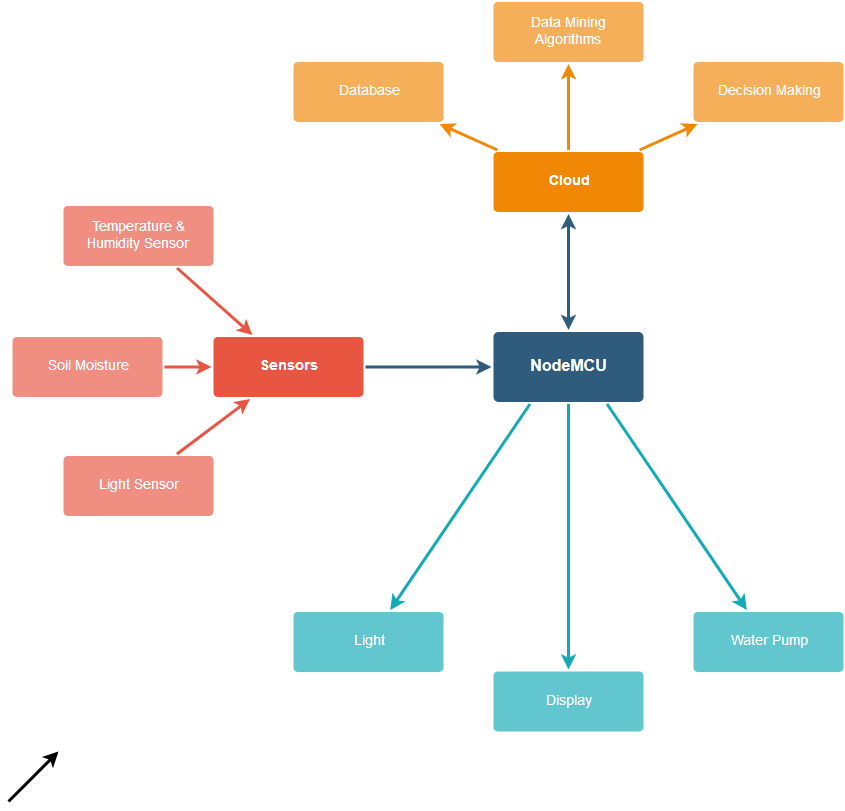 Data Mining
Algorithms
Database
Decision Making
Cloud
Temperature &
Humidity Sensor
Soil Moisture
Sensors
NodeMCU
Light Sensor
Light
Water Pump
Display